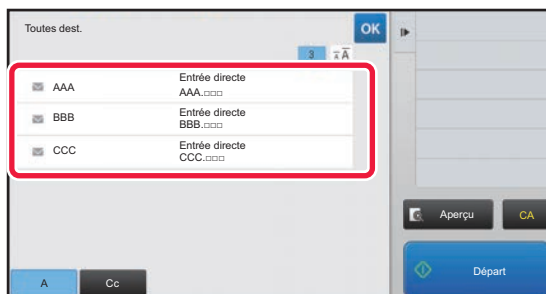 Toutes dest.
OK
3
AAA
Entrée directe
AAA.□□□
BBB
Entrée directe
BBB.□□□
CCC
Entrée directe
CCC.□□□
Aperçu
CA
Départ
A
Cc